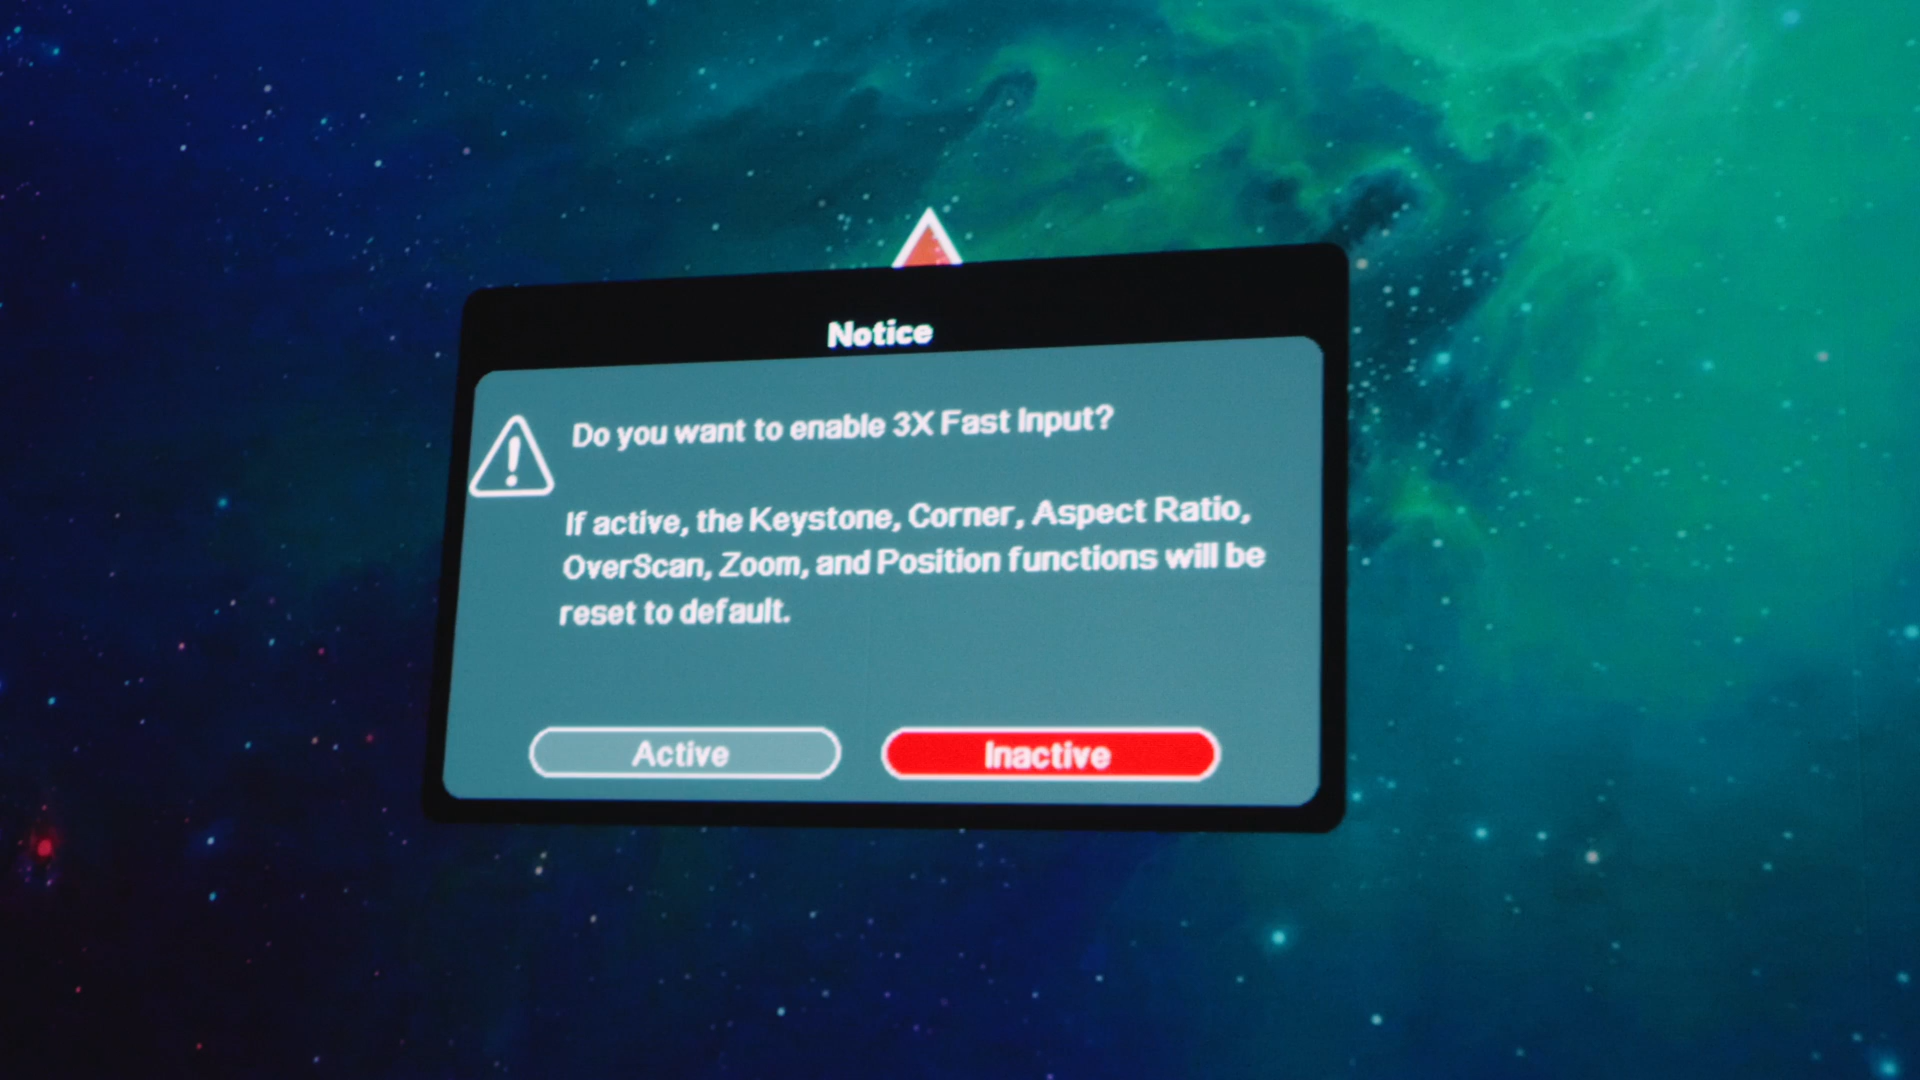 Notice
Do you want to enable 3X Fast Input?
If active, the Keystone, Corner, Aspect Ratio,
OverScan, Zoom, and Position functions will be
reset to default.
Active
Inactive